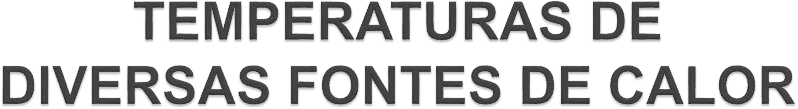 TEMPERATURAS DE
DIVERSAS FONTES DE CALOR